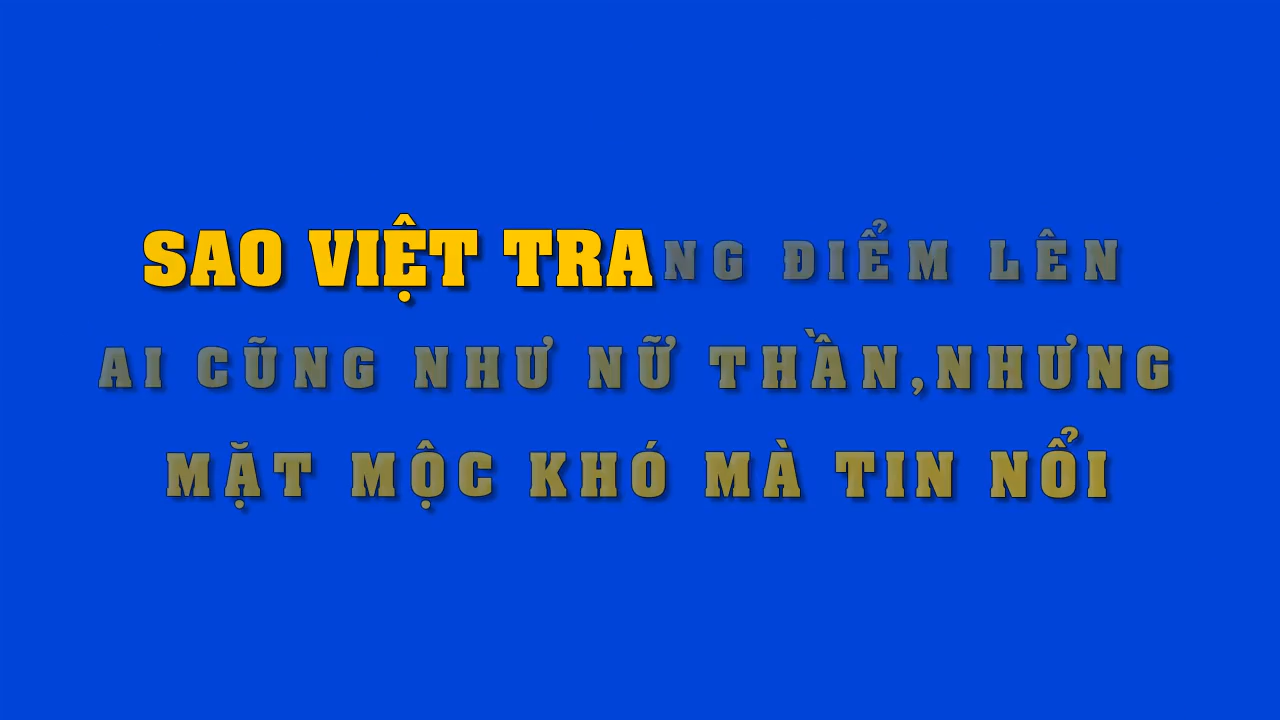 SAO VIỆT TRANG ĐIỂM LÊN
AI CŨNG NHƯ NỮ THẦN,NHƯNG
MẶT MỘC KHÓ MÀ TIN NỔI